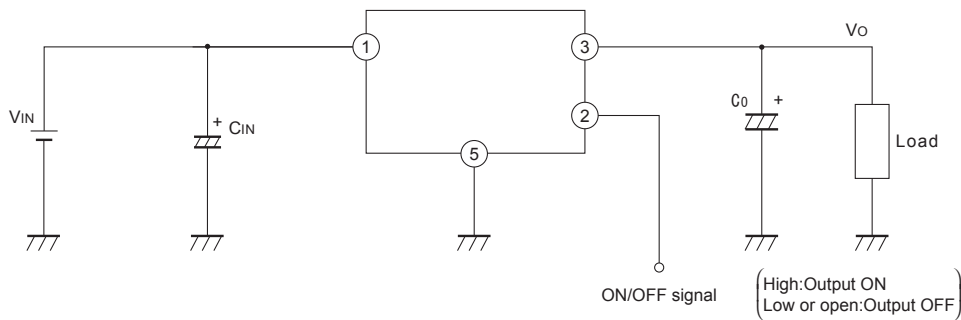 1
3
Vo
VIN
+ CIN
2
C0 +
Load
5
ON/OFF signal
High:Output ON
Low or open:Output OFF